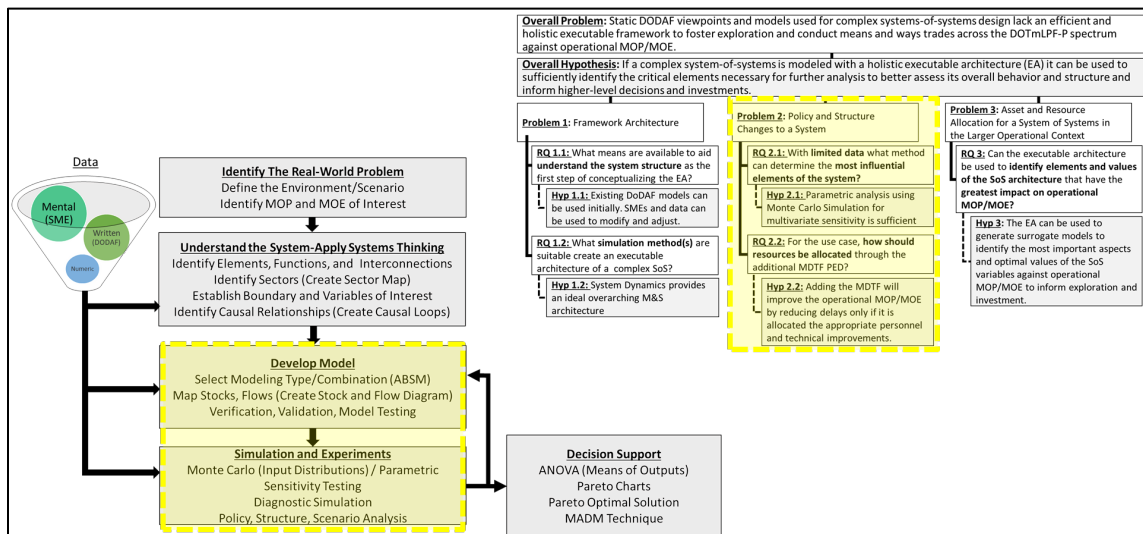 Data
Mental
(SME)
Written
(DODAF)
Numeric
Identify The Real-World Problem
Define the Environment/Scenario
Identify MOP and MOE of Interest
Understand the System-Apply Systems Thinking
Identify Elements, Functions, and Interconnections
Identify Sectors (Create Sector Map)
Establish Boundary and Variables of Interest
Identify Causal Relationships (Create Causal Loops)
Develop Model
Select Modeling Type/Combination (ABSM)
Map Stocks, Flows (Create Stock and Flow Diagram)
Verification, Validation, Model Testing
Simulation and Experiments
Monte Carlo (Input Distributions) / Parametric
Sensitivity Testing
Diagnostic Simulation
Policy, Structure, Scenario Analysis
Decision Support
ANOVA (Means of Outputs)
Pareto Charts
Pareto Optimal Solution
MADM Technique
Overall Problem: Static DODAF viewpoints and models used for complex systems-of-systems design lack an efficient and
holistic executable framework to foster exploration and conduct means and ways trades across the DOTmLPF-P spectrum
against operational MOP/MOE.
Overall Hypothesis: If a complex system-of-systems is modeled with a holistic executable architecture (EA) it can be used to
sufficiently identify the critical elements necessary for further analysis to better assess its overall behavior and structure and
inform higher-level decisions and investments.
Problem 1: Framework Architecture
RQ 1.1: What means are available to aid
understand the system structure as the
first step of conceptualizing the EA?
Hyp 1.1: Existing DoDAF models can
be used initially. SMEs and data can
be used to modify and adjust.
RQ 1.2: What simulation method(s) are
suitable create an executable
architecture of a complex SoS?
Hyp 1.2: System Dynamics provides
an ideal overarching M&S
architecture
Problem 2: Policy and Structure
Changes to a System
RQ 2.1: With limited data what method
can determine the most influential
elements of the system?
Hyp 2.1: Parametric analysis using
Monte Carlo Simulation for
multivariate sensitivity is sufficient
RQ 2.2: For the use case, how should
resources be allocated through the
additional MDTF PED?
Hyp 2.2: Adding the MDTF will
improve the operational MOP/MOE
by reducing delays only if it is
allocated the appropriate personnel
and technical improvements.
Problem 3: Asset and Resource
Allocation for a System of Systems in
the Larger Operational Context
RQ 3: Can the executable architecture
be used to identify elements and values
of the SoS architecture that have the
greatest impact on operational
MOP/MOE?
Hyp 3: The EA can be used to
generate surrogate models to
identify the most important aspects
and optimal values of the SoS
variables against operational
MOP/MOE to inform exploration and
investment.